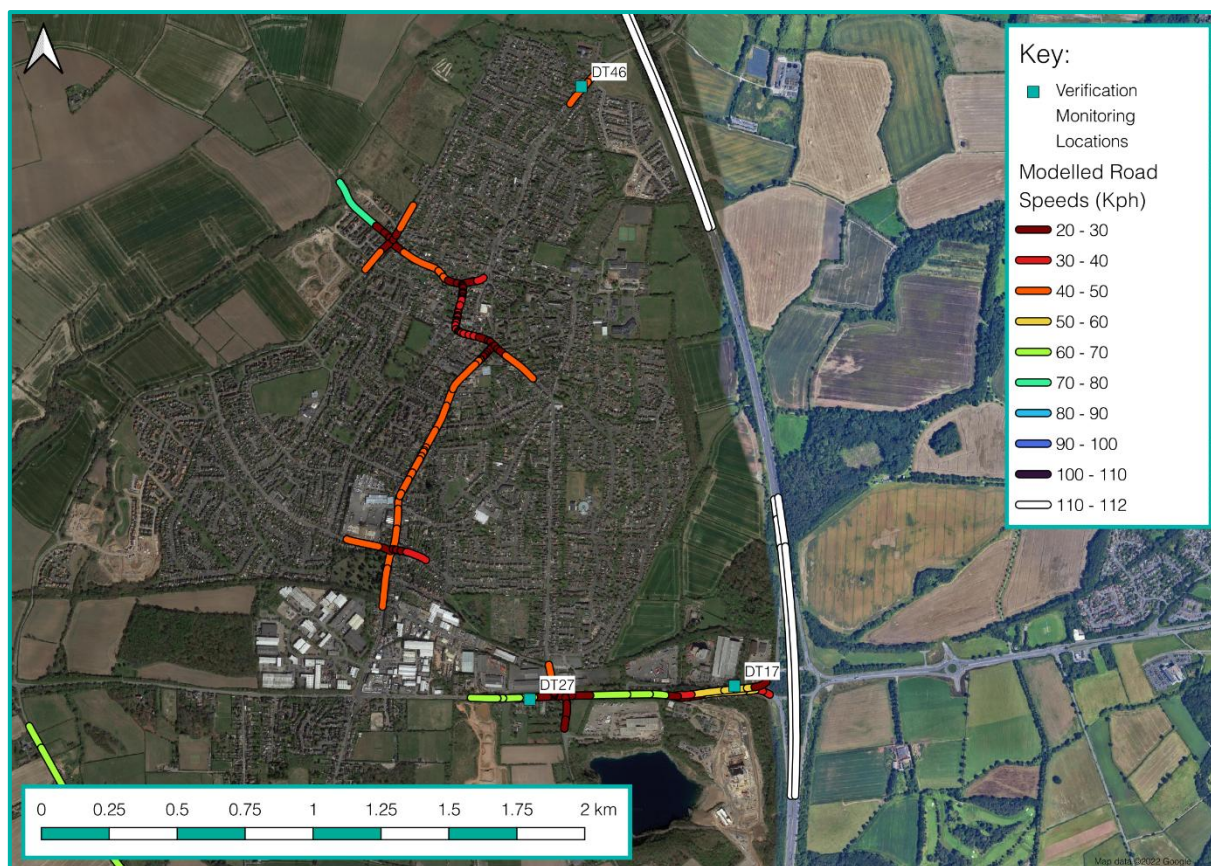 DT46
Key:
Verification
Monitoring
Locations
Modelled Road
Speeds (Kph)
20 - 30
30 - 40
40 - 50
50 - 60
60 - 70
70 - 80
80 - 90
90 - 100
100 - 110
110 - 112
DT17
DT27
0 0.25 0.5 0.75 1 1.25 1.5 1.75 2 km
Map data ©2022 Google